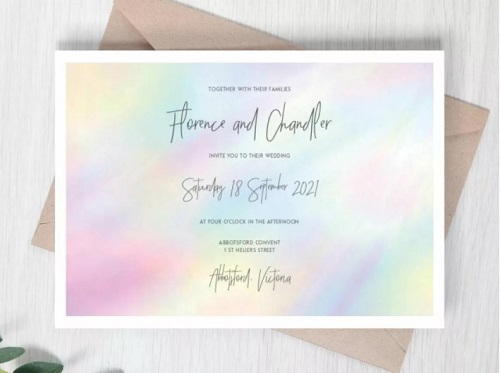 TOGETHER WITH THEIR FAMILIES
Florence and Chandler
INVITE YOU TO THEIR WEDDING
Saturday 18 September 2021
AT FOUR O'CLOCK IN THE AFTERNOON
ABBOTSFORD CONVENT
1 ST HELIERS STREET
Abbotsford, Victoria